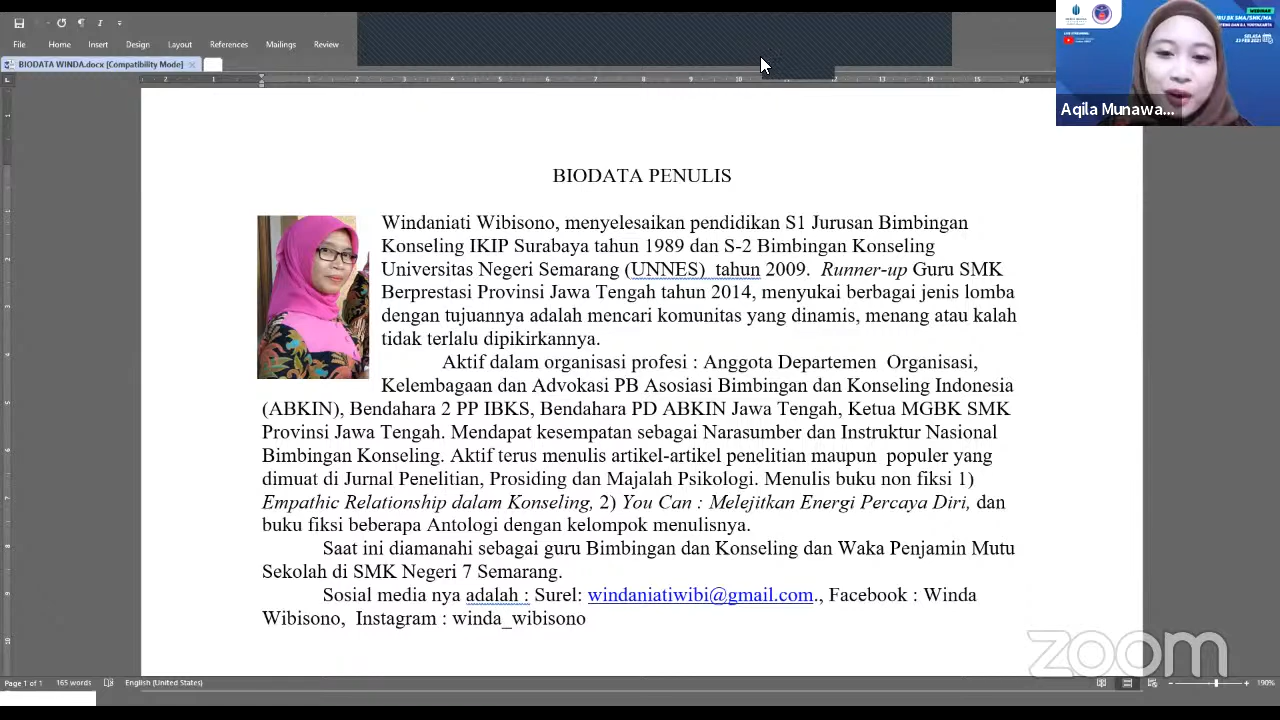 File Home Insert Design Layout References Mailings Review
BIODATA WINDA.docx [Compatibility Mode]
WEBINAR
SELASA
23 FEB 2021
Aqila Munawa...
BIODATA PENULIS
Windaniati Wibisono, menyelesaikan pendidikan S1 Jurusan Bimbingan
Konseling IKIP Surabaya tahun 1989 dan S-2 Bimbingan Konseling
Universitas Negeri Semarang (UNNES) tahun 2009. Runner-up Guru SMK
Berprestasi Provinsi Jawa Tengah tahun 2014, menyukai berbagai jenis lomba
dengan tujuannya adalah mencari komunitas yang dinamis, menang atau kalah
tidak terlalu dipikirkannya.
Aktif dalam organisasi profesi : Anggota Departemen Organisasi,
Kelembagaan dan Advokasi PB Asosiasi Bimbingan dan Konseling Indonesia
(ABKIN), Bendahara 2 PP IBKS, Bendahara PD ABKIN Jawa Tengah, Ketua MGBK SMK
Provinsi Jawa Tengah. Mendapat kesempatan sebagai Narasumber dan Instruktur Nasional
Bimbingan Konseling. Aktif terus menulis artikel-artikel penelitian maupun populer yang
dimuat di Jurnal Penelitian, Prosiding dan Majalah Psikologi. Menulis buku non fiksi 1)
Empathic Relationship dalam Konseling, 2) You Can : Melejitkan Energi Percaya Diri, dan
buku fiksi beberapa Antologi dengan kelompok menulisnya.
Saat ini diamanahi sebagai guru Bimbingan dan Konseling dan Waka Penjamin Mutu
Sekolah di SMK Negeri 7 Semarang.
Sosial media nya adalah : Surel: windaniatiwibi@gmail.com., Facebook : Winda
Wibisono, Instagram : winda_wibisono
zoom
Page 1 of 1 165 words English (United States) 190%